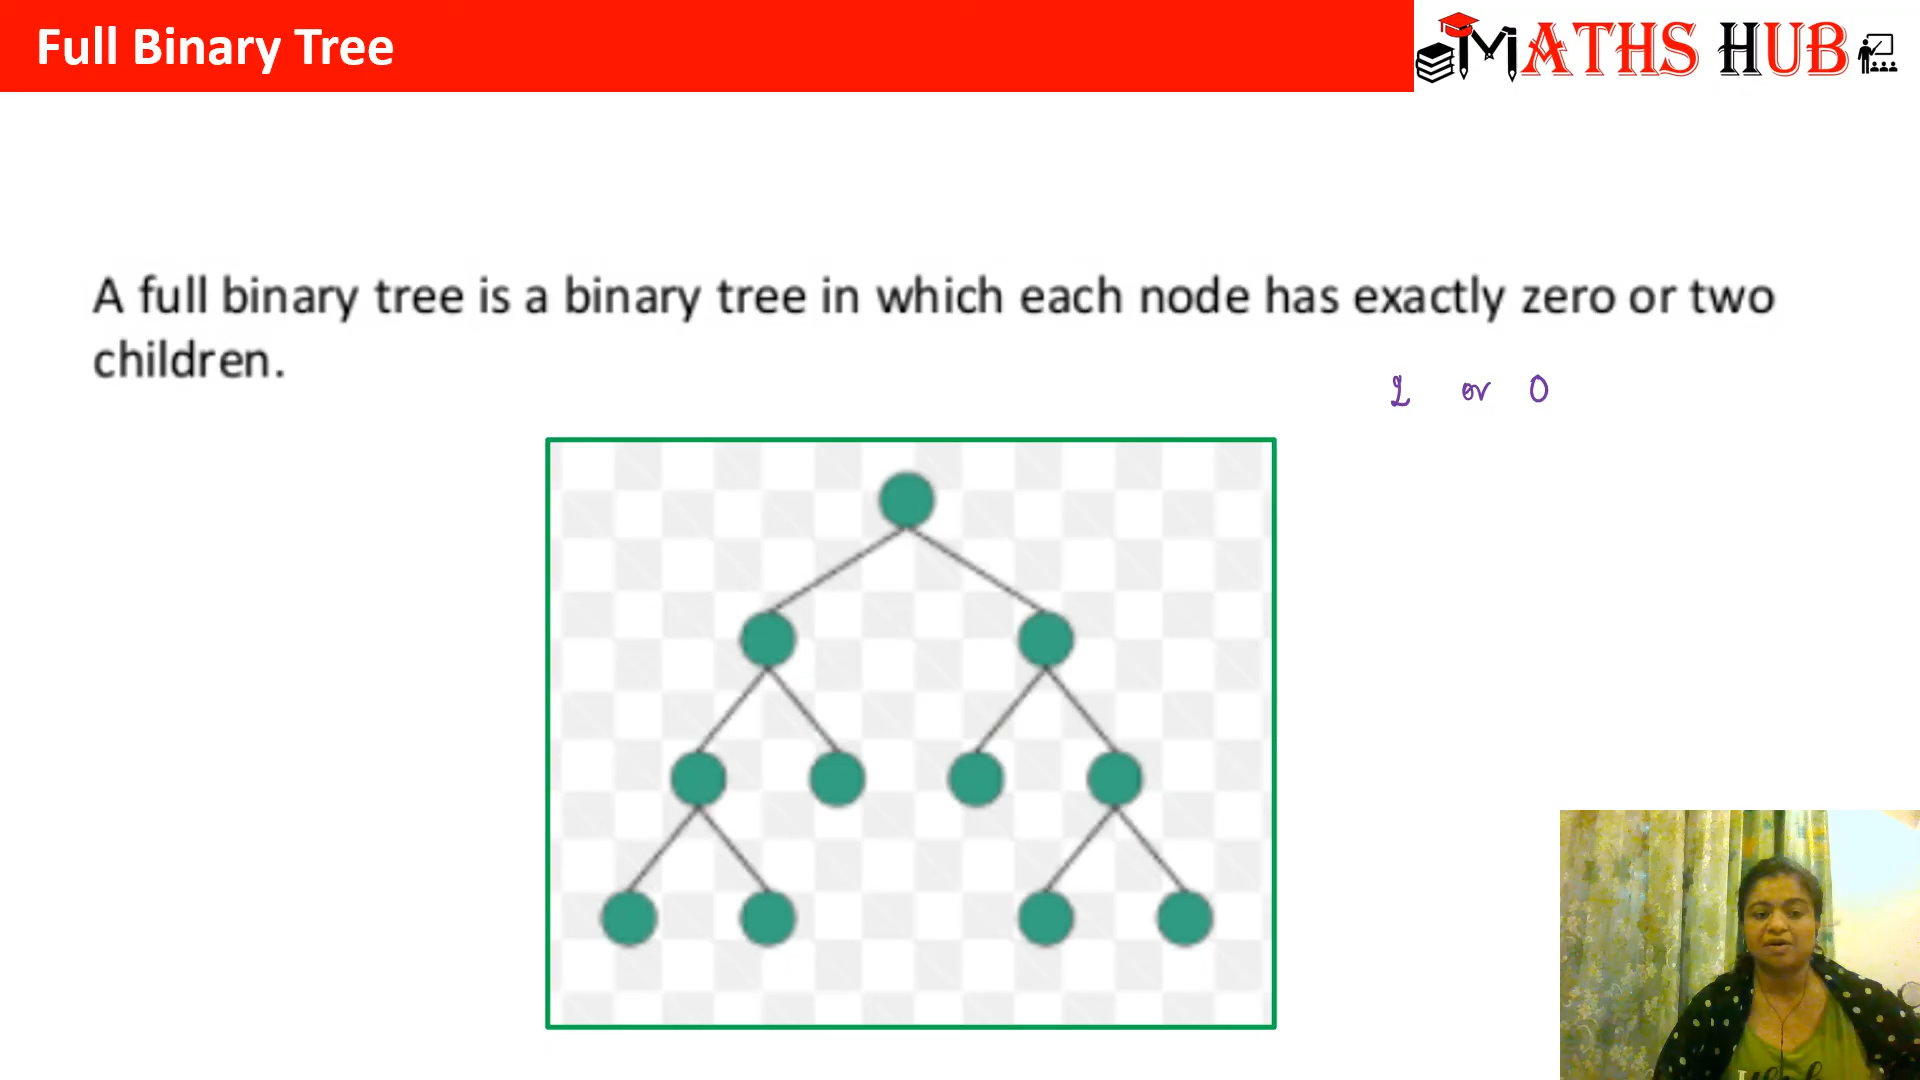 Full Binary Tree
MATHS HUB
A full binary tree is a binary tree in which each node has exactly zero or two
children.
2 or 0